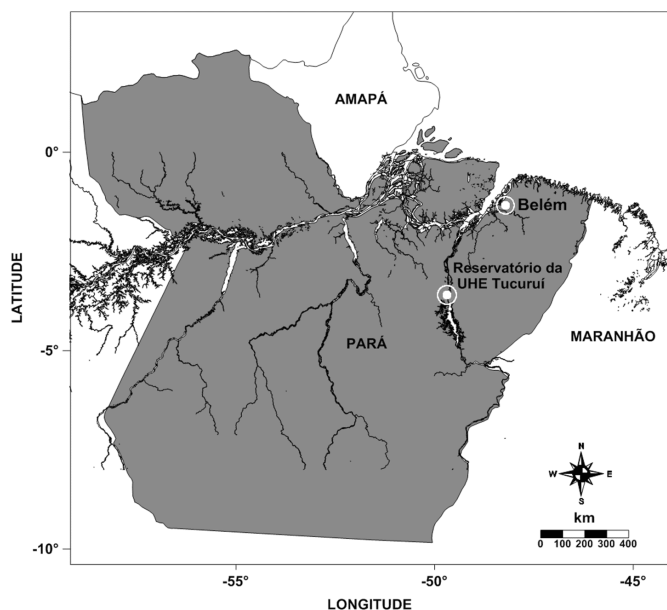 AMAPÁ
0°
Belém
Reservatório da
UHE Tucuruí
LATITUDE
MARANHÃO
PARÁ
-5°
N
W
E
S
km
0 100 200 300 400
-10°
-55°
-50°
-45°
LONGITUDE